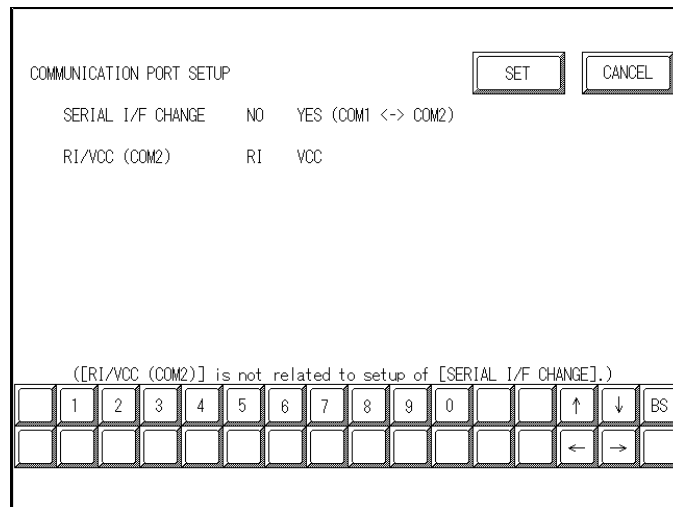 COMMUNICATION PORT SETUP SET CANCEL
SERIAL I/F CHANGE NO YES (COM1 <-> COM2)
RI/VCC (COM2) RI VCC
([RI/VCC (COM2)] is not related to setup of [SERIAL I/F CHANGE].)
1 2 3 4 5 6 7 8 9 0 ↑ ↓ BS
← →